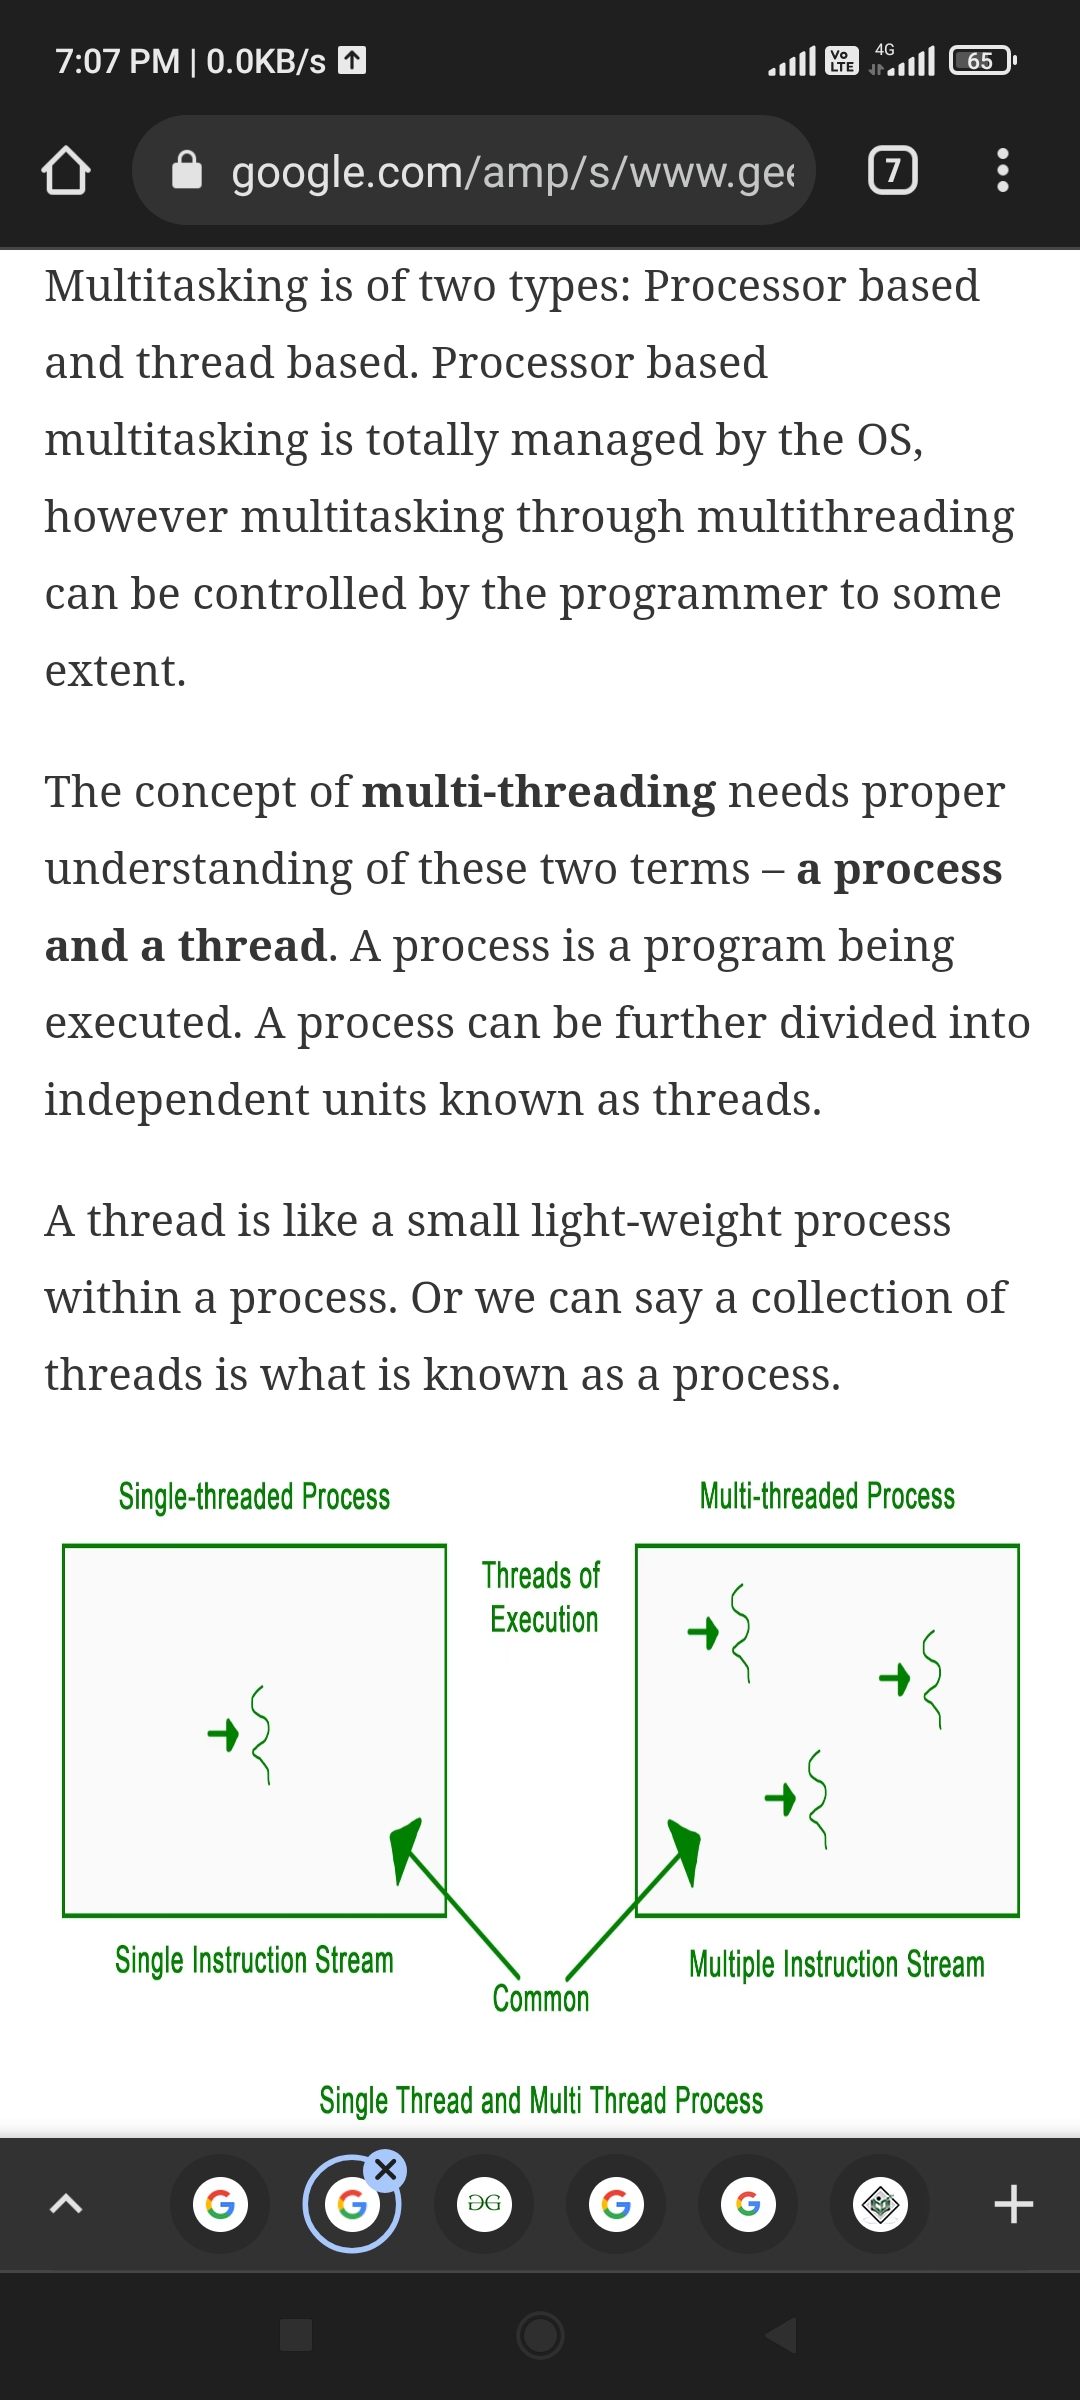 7:07 PM | 0.0KB/s
Vo LTE 4G 65
google.com/amp/s/www.gee
7
Multitasking is of two types: Processor based
and thread based. Processor based
multitasking is totally managed by the OS,
however multitasking through multithreading
can be controlled by the programmer to some
extent.
The concept of multi-threading needs proper
understanding of these two terms – a process
and a thread. A process is a program being
executed. A process can be further divided into
independent units known as threads.
A thread is like a small light-weight process
within a process. Or we can say a collection of
threads is what is known as a process.
Single-threaded Process
Multi-threaded Process
Threads of
Execution
Single Instruction Stream
Multiple Instruction Stream
Common
Single Thread and Multi Thread Process